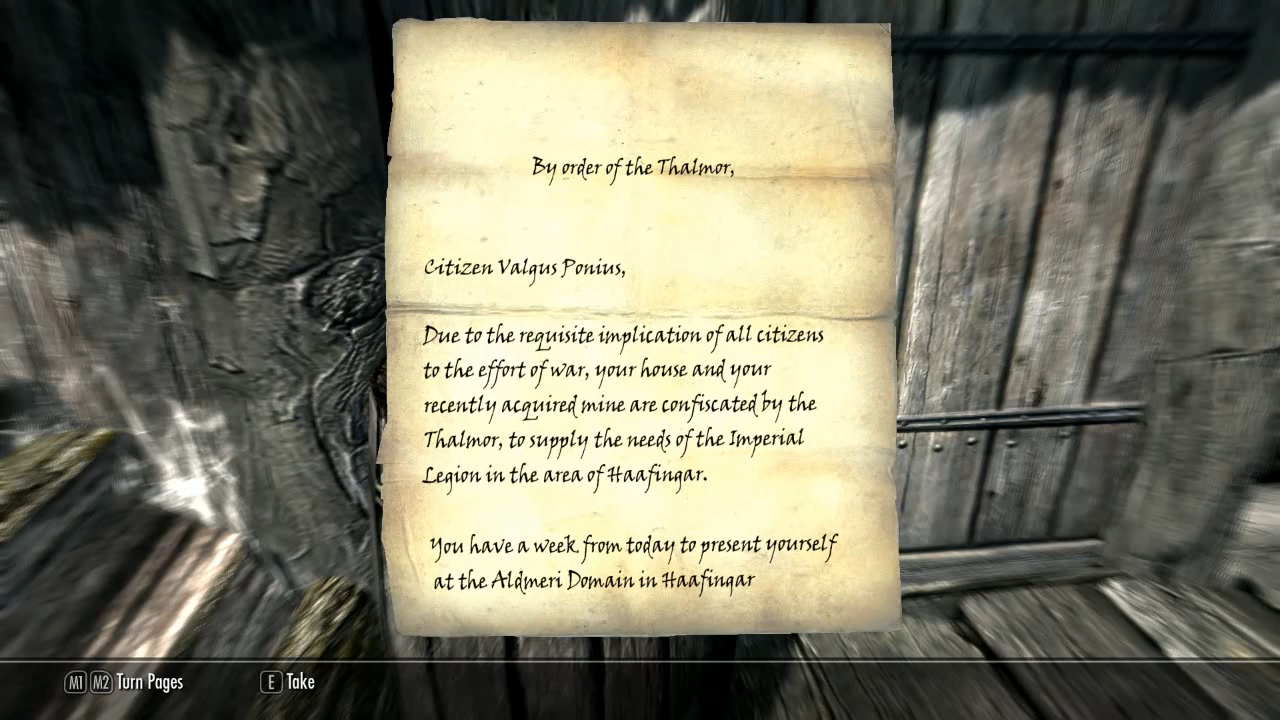 By order of the Thalmor,
Citizen Valgus Ponius,
Due to the requisite implication of all citizens
to the effort of war, your house and your
recently acquired mine are confiscated by the
Thalmor, to supply the needs of the Imperial
Legion in the area of Haafingar.
You have a week from today to present yourself
at the Aldmeri Domain in Haafingar
M1 M2 Turn Pages
E Take